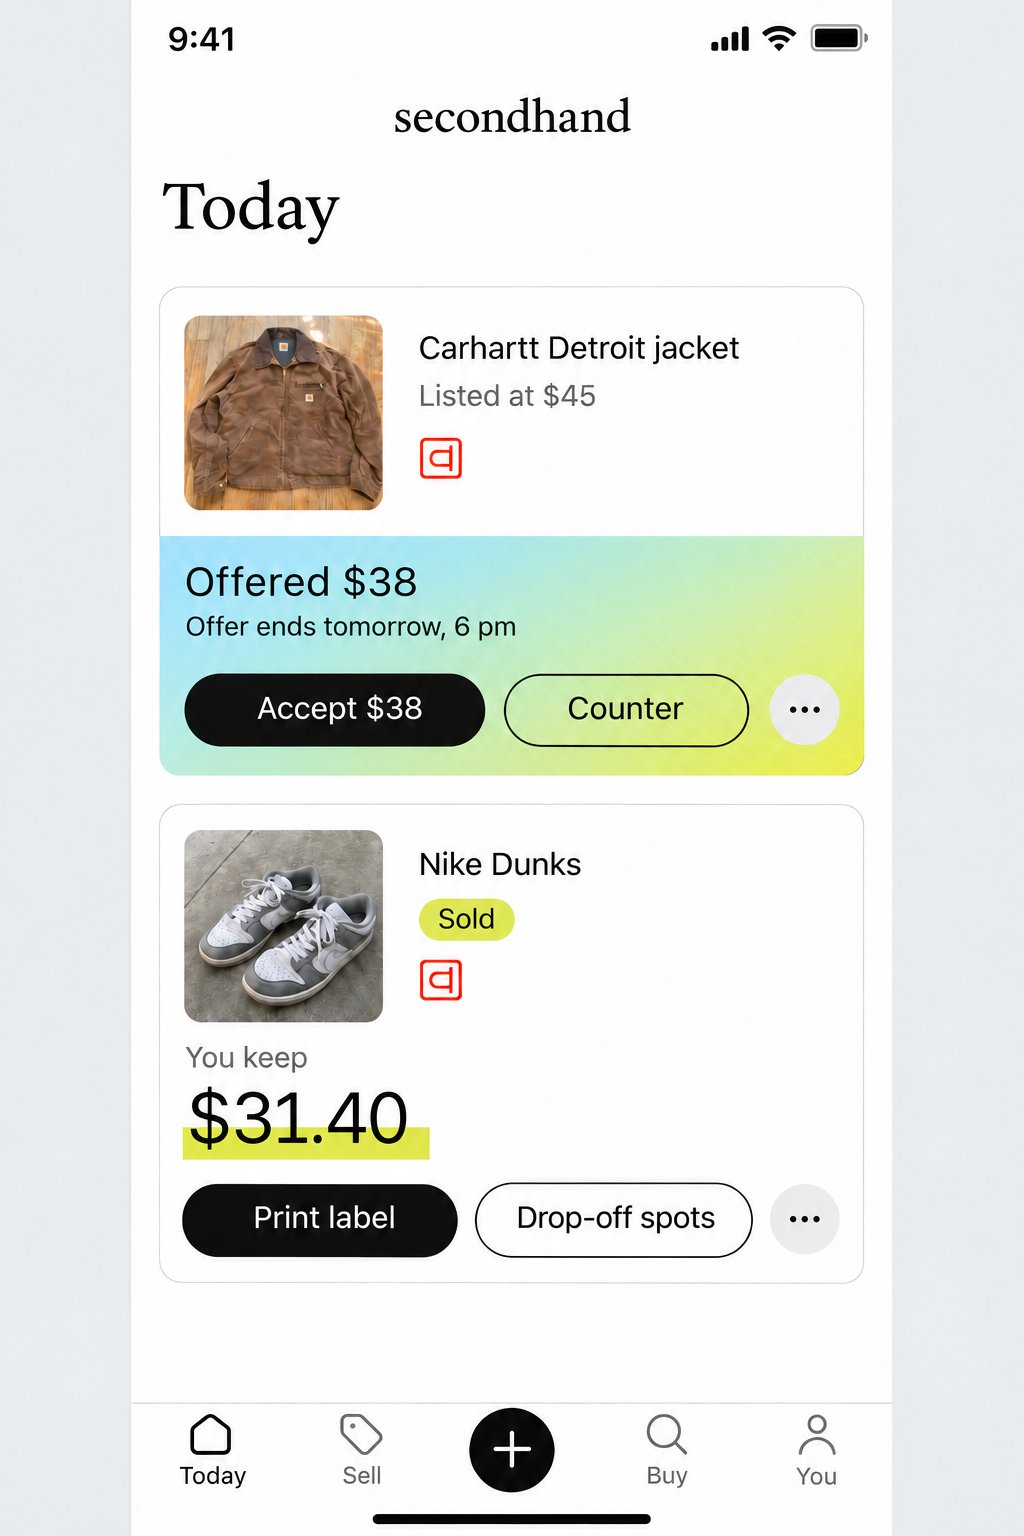 9:41
secondhand
Today
Carhartt Detroit jacket
Listed at $45
Offered $38
Offer ends tomorrow, 6 pm
Accept $38
Counter
Nike Dunks
Sold
You keep
$31.40
Print label
Drop-off spots
Today
Sell
Buy
You